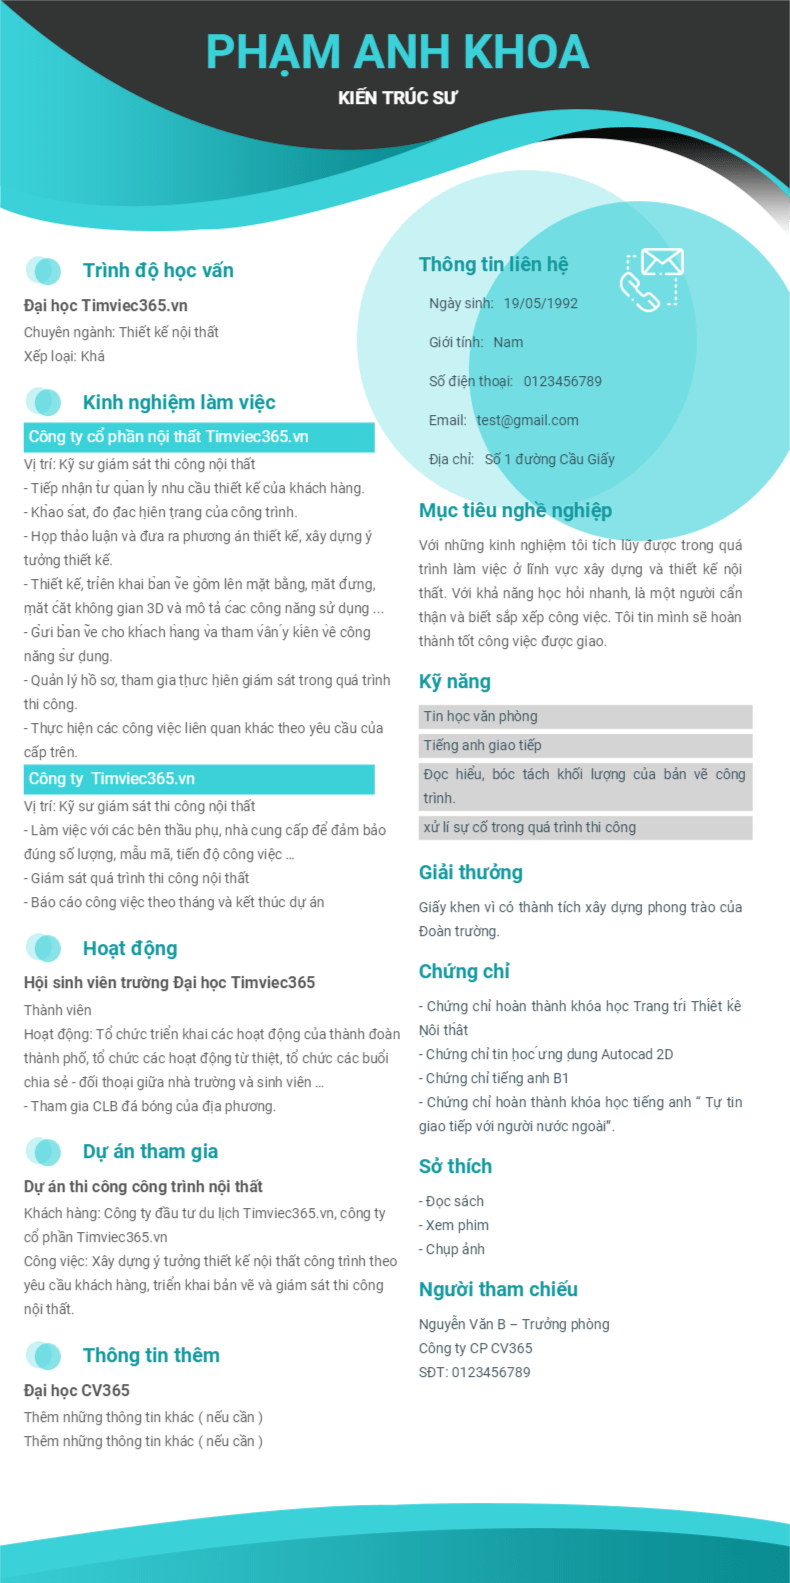 PHẠM ANH KHOA
KIẾN TRÚC SƯ
Trình độ học vấn
Đại học Timviec365.vn
Chuyên ngành: Thiết kế nội thất
Xếp loại: Khá
Kinh nghiệm làm việc
Công ty cổ phần nội thất Timviec365.vn
Vị trí: Kỹ sư giám sát thi công nội thất
- Tiếp nhận từ quản lý nhu cầu thiết kế của khách hàng.
- Khảo sát, đo đạc hiện trạng của công trình.
- Họp thảo luận và đưa ra phương án thiết kế, xây dựng ý
tưởng thiết kế.
- Thiết kế, triển khai bản vẽ gồm lên mặt bằng, mặt đứng,
mặt cắt không gian 3D và mô tả các công năng sử dụng ...
- Gửi bản vẽ cho khách hàng và tham vấn ý kiến về công
năng sử dụng.
- Quản lý hồ sơ, tham gia thực hiện giám sát trong quá trình
thi công.
- Thực hiện các công việc liên quan khác theo yêu cầu của
cấp trên.
Công ty Timviec365.vn
Vị trí: Kỹ sư giám sát thi công nội thất
- Làm việc với các bên thầu phụ, nhà cung cấp để đảm bảo
đúng số lượng, mẫu mã, tiến độ công việc ...
- Giám sát quá trình thi công nội thất
- Báo cáo công việc theo tháng và kết thúc dự án
Hoạt động
Hội sinh viên trường Đại học Timviec365
Thành viên
Hoạt động: Tổ chức triển khai các hoạt động của thành đoàn
thành phố, tổ chức các hoạt động từ thiệt, tổ chức các buổi
chia sẻ - đối thoại giữa nhà trường và sinh viên ...
- Tham gia CLB đá bóng của địa phương.
Dự án tham gia
Dự án thi công công trình nội thất
Khách hàng: Công ty đầu tư du lịch Timviec365.vn, công ty
cổ phần Timviec365.vn
Công việc: Xây dựng ý tưởng thiết kế nội thất công trình theo
yêu cầu khách hàng, triển khai bản vẽ và giám sát thi công
nội thất.
Thông tin thêm
Đại học CV365
Thêm những thông tin khác ( nếu cần )
Thêm những thông tin khác ( nếu cần )
Thông tin liên hệ
Ngày sinh: 19/05/1992
Giới tính: Nam
Số điện thoại: 0123456789
Email: test@gmail.com
Địa chỉ: Số 1 đường Cầu Giấy
Mục tiêu nghề nghiệp
Với những kinh nghiệm tôi tích lũy được trong quá
trình làm việc ở lĩnh vực xây dựng và thiết kế nội
thất. Với khả năng học hỏi nhanh, là một người cẩn
thận và biết sắp xếp công việc. Tôi tin mình sẽ hoàn
thành tốt công việc được giao.
Kỹ năng
Tin học văn phòng
Tiếng anh giao tiếp
Đọc hiểu, bóc tách khối lượng của bản vẽ công
trình.
xử lí sự cố trong quá trình thi công
Giải thưởng
Giấy khen vì có thành tích xây dựng phong trào của
Đoàn trường.
Chứng chỉ
- Chứng chỉ hoàn thành khóa học Trang trí Thiết kế
Nội thất
- Chứng chỉ tin học ứng dụng Autocad 2D
- Chứng chỉ tiếng anh B1
- Chứng chỉ hoàn thành khóa học tiếng anh “ Tự tin
giao tiếp với người nước ngoài”.
Sở thích
- Đọc sách
- Xem phim
- Chụp ảnh
Người tham chiếu
Nguyễn Văn B – Trưởng phòng
Công ty CP CV365
SĐT: 0123456789